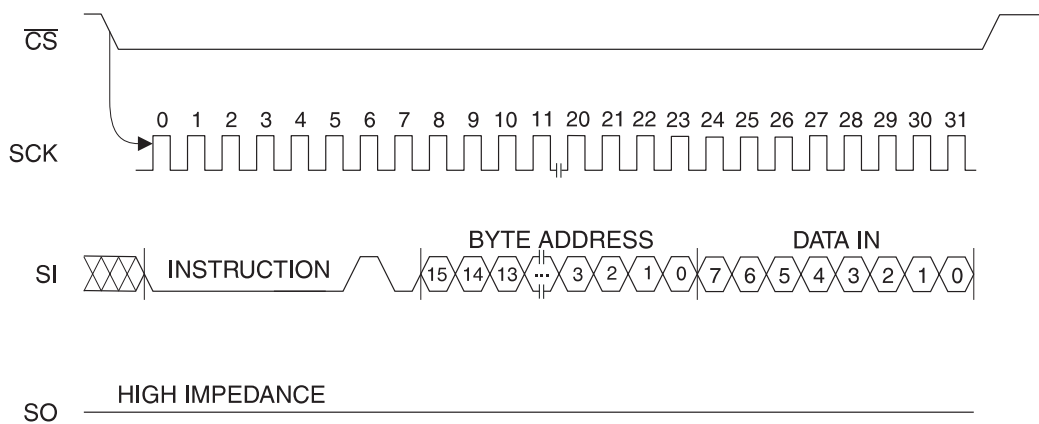 CS
0 1 2 3 4 5 6 7 8 9 10 11 20 21 22 23 24 25 26 27 28 29 30 31
SCK
BYTE ADDRESS DATA IN
SI INSTRUCTION 15 14 13 ... 3 2 1 0 7 6 5 4 3 2 1 0
HIGH IMPEDANCE
SO